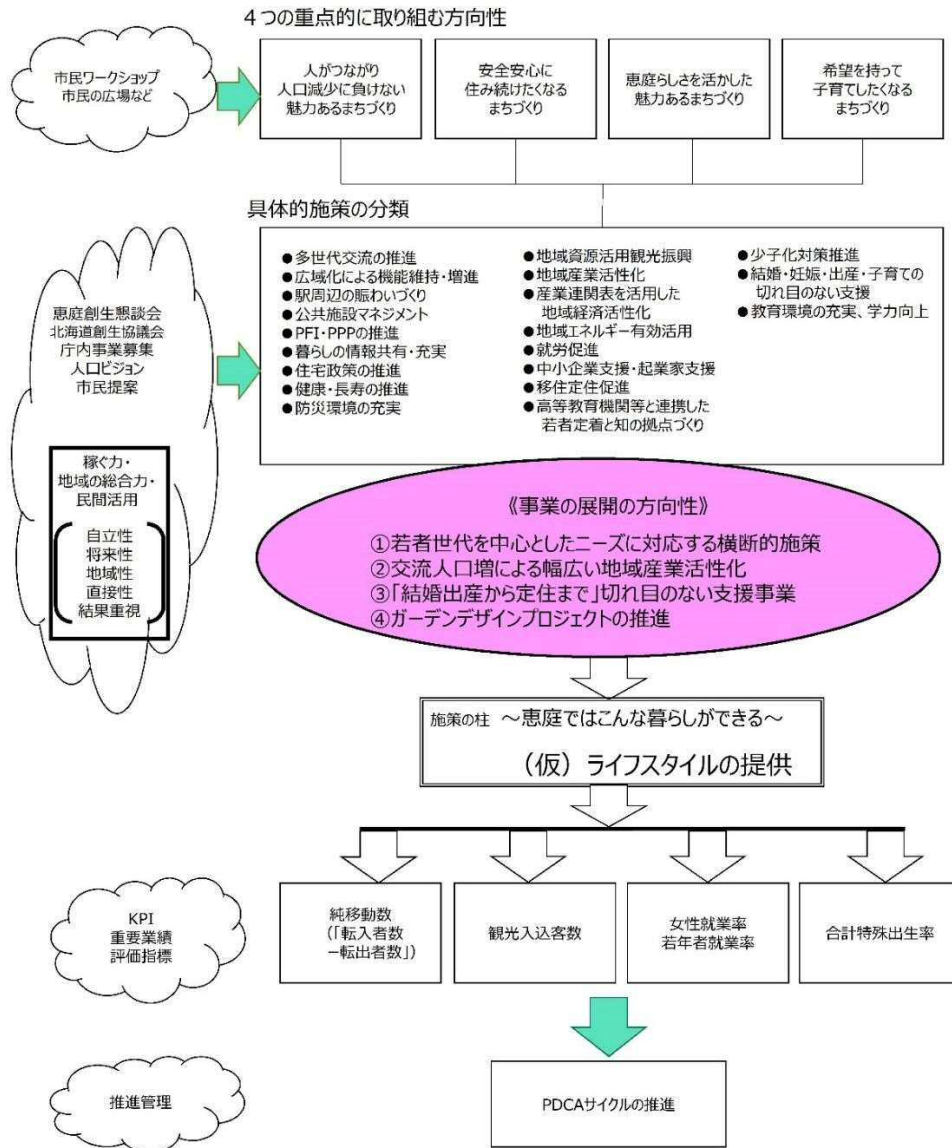 ４つの重点的に取り組む方向性
市民ワークショップ
市民の広場など
人がつながり
人口減少に負けない
魅力あるまちづくり
安全安心に
住み続けたくなる
まちづくり
恵庭らしさを活かした
魅力あるまちづくり
希望を持って
子育てしたくなる
まちづくり
具体的施策の分類
恵庭創生懇談会
北海道創生協議会
庁内事業募集
人口ビジョン
市民提案
稼ぐ力・
地域の総合力・
民間活用
自立性
将来性
地域性
直接性
結果重視
●多世代交流の推進
●広域化による機能維持・増進
●駅周辺の賑わいづくり
●公共施設マネジメント
●PFI・PPPの推進
●暮らしの情報共有・充実
●住宅政策の推進
●健康・長寿の推進
●防災環境の充実
●地域資源活用観光振興
●地域産業活性化
●産業連関表を活用した
地域経済活性化
●地域エネルギー有効活用
●就労促進
●中小企業支援・起業家支援
●移住定住促進
●高等教育機関等と連携した
若者定着と知の拠点づくり
●少子化対策推進
●結婚・妊娠・出産・子育ての
切れ目のない支援
●教育環境の充実、学力向上
《事業の展開の方向性》
①若者世代を中心としたニーズに対応する横断的施策
②交流人口増による幅広い地域産業活性化
③「結婚出産から定住まで」切れ目のない支援事業
④ガーデンデザインプロジェクトの推進
施策の柱 ～恵庭ではこんな暮らしができる～
（仮）ライフスタイルの提供
KPI
重要業績
評価指標
純移動数
(「転入者数
－転出者数」)
観光入込客数
女性就業率
若年者就業率
合計特殊出生率
推進管理
PDCAサイクルの推進